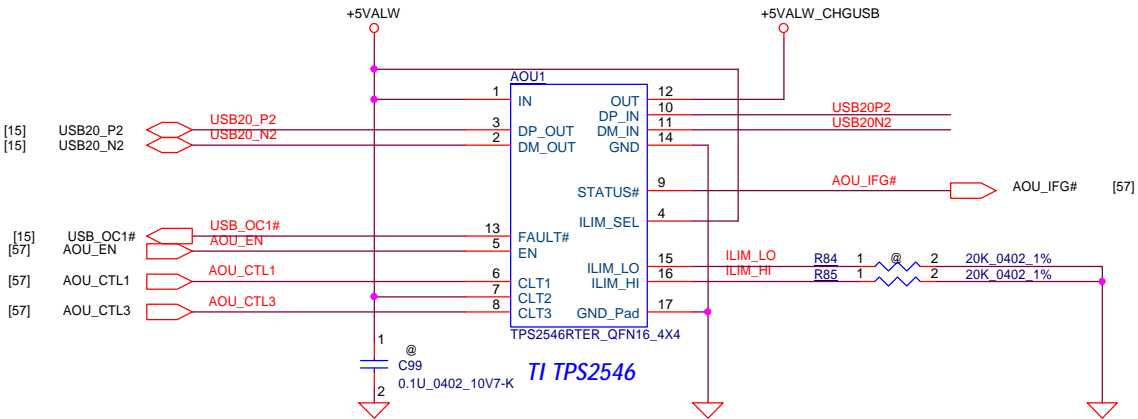 +5VALW +5VALW_CHGUSB
AOU1
1 IN OUT 12
DP_IN 10 USB20P2
[15] USB20_P2 USB20_P2 3 DP_OUT DM_IN 11 USB20N2
[15] USB20_N2 USB20_N2 2 DM_OUT GND 14
STATUS# 9 AOU_IFG# AOU_IFG# [57]
ILIM_SEL 4
[15] USB_OC1# USB_OC1# 13 FAULT#
[57] AOU_EN AOU_EN 5 EN
ILIM_LO 15 ILIM_LO R84 1 @ 2 20K_0402_1%
[57] AOU_CTL1 AOU_CTL1 6 CLT1 ILIM_HI 16 ILIM_HI R85 1 2 20K_0402_1%
7 CLT2
[57] AOU_CTL3 AOU_CTL3 8 CLT3 GND_Pad 17
TPS2546RTER_QFN16_4X4
1 @
C99
0.1U_0402_10V7-K
2
TI TPS2546